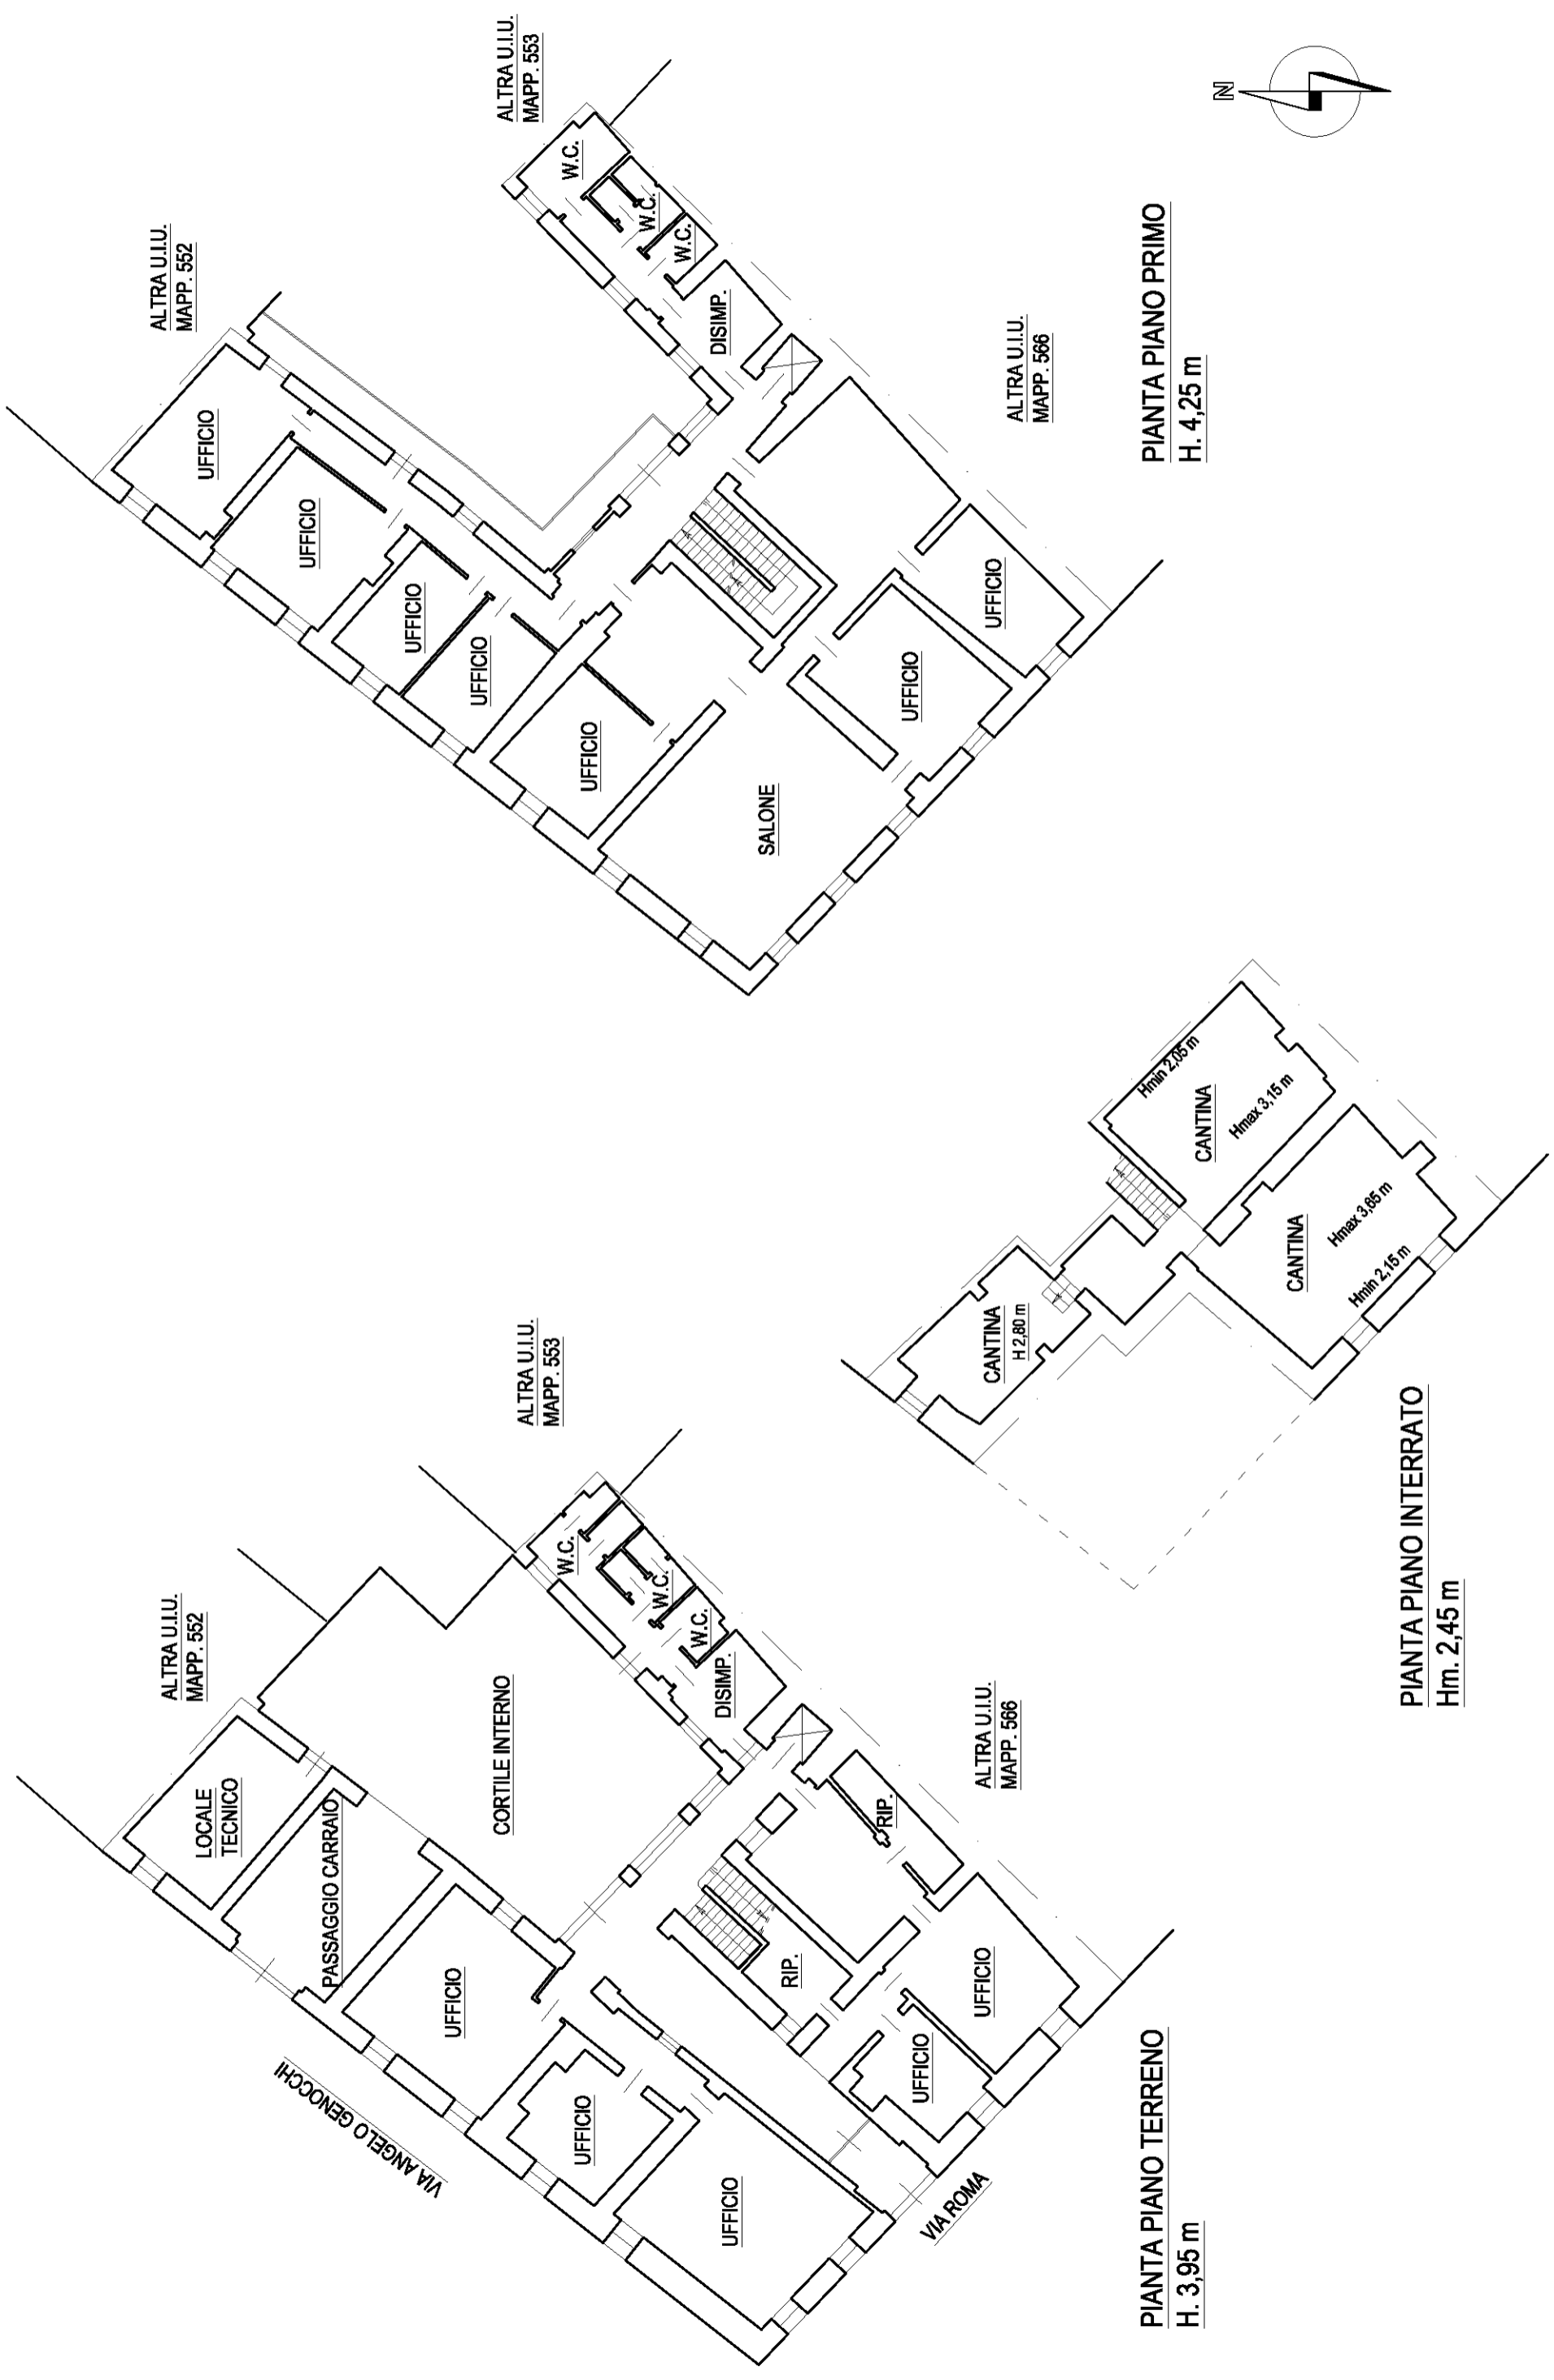 ALTRA U.I.U.
MAPP. 552
ALTRA U.I.U.
MAPP. 553
LOCALE
TECNICO
PASSAGGIO CARRAIO
CORTILE INTERNO
W.C.
W.C.
W.C.
DISIMP.
UFFICIO
UFFICIO
UFFICIO
RIP.
RIP.
UFFICIO
UFFICIO
ALTRA U.I.U.
MAPP. 566
VIA ANGELO GENOCCHI
VIA ROMA
PIANTA PIANO TERRENO
H. 3,95 m
CANTINA
H 2,80 m
CANTINA
Hmin 2,05 m
Hmax 3,15 m
CANTINA
Hmax 3,65 m
Hmin 2,15 m
PIANTA PIANO INTERRATO
Hm. 2,45 m
ALTRA U.I.U.
MAPP. 552
ALTRA U.I.U.
MAPP. 553
UFFICIO
UFFICIO
UFFICIO
UFFICIO
UFFICIO
SALONE
W.C.
W.C.
W.C.
DISIMP.
UFFICIO
UFFICIO
ALTRA U.I.U.
MAPP. 566
PIANTA PIANO PRIMO
H. 4,25 m
N